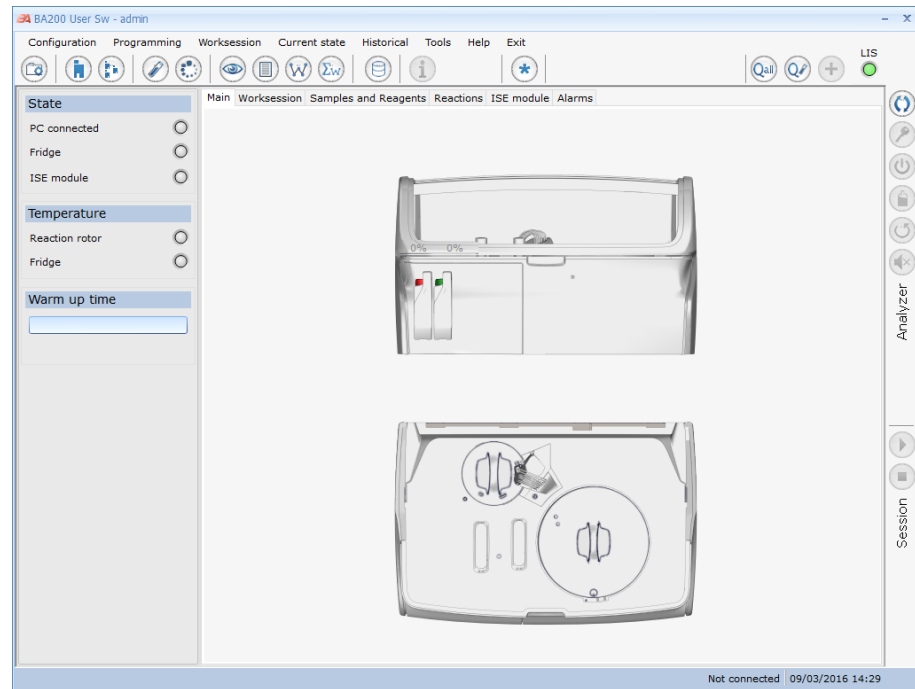 BA200 User Sw - admin
Configuration Programming Worksession Current state Historical Tools Help Exit
Qall
LIS
Main Worksession Samples and Reagents Reactions ISE module Alarms
State
PC connected
Fridge
ISE module
Temperature
Reaction rotor
Fridge
Warm up time
0% 0%
Analyzer
Session
Not connected 09/03/2016 14:29